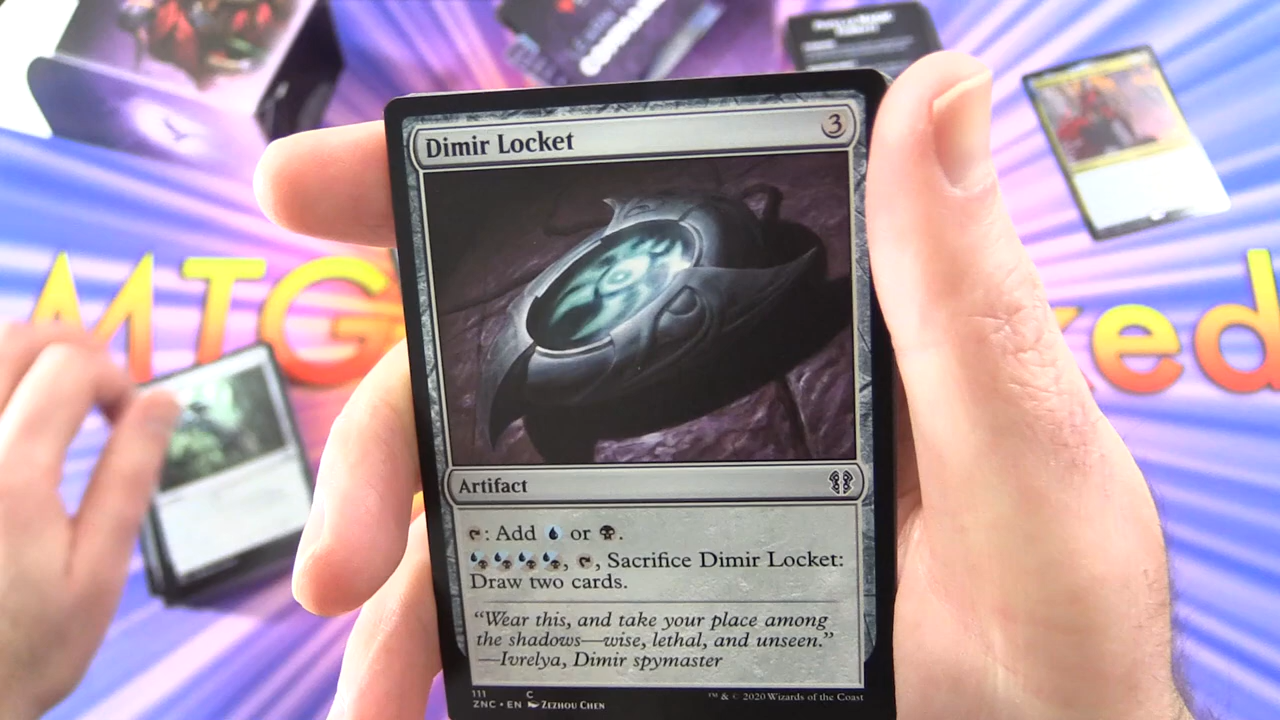 Dimir Locket
3
MTG
ked
Artifact
: Add or .
, , Sacrifice Dimir Locket:
Draw two cards.
“Wear this, and take your place among
the shadows—wise, lethal, and unseen.”
—Ivrelya, Dimir spymaster
111 C
ZNC • EN Zezhou Chen
™ & © 2020 Wizards of the Coast